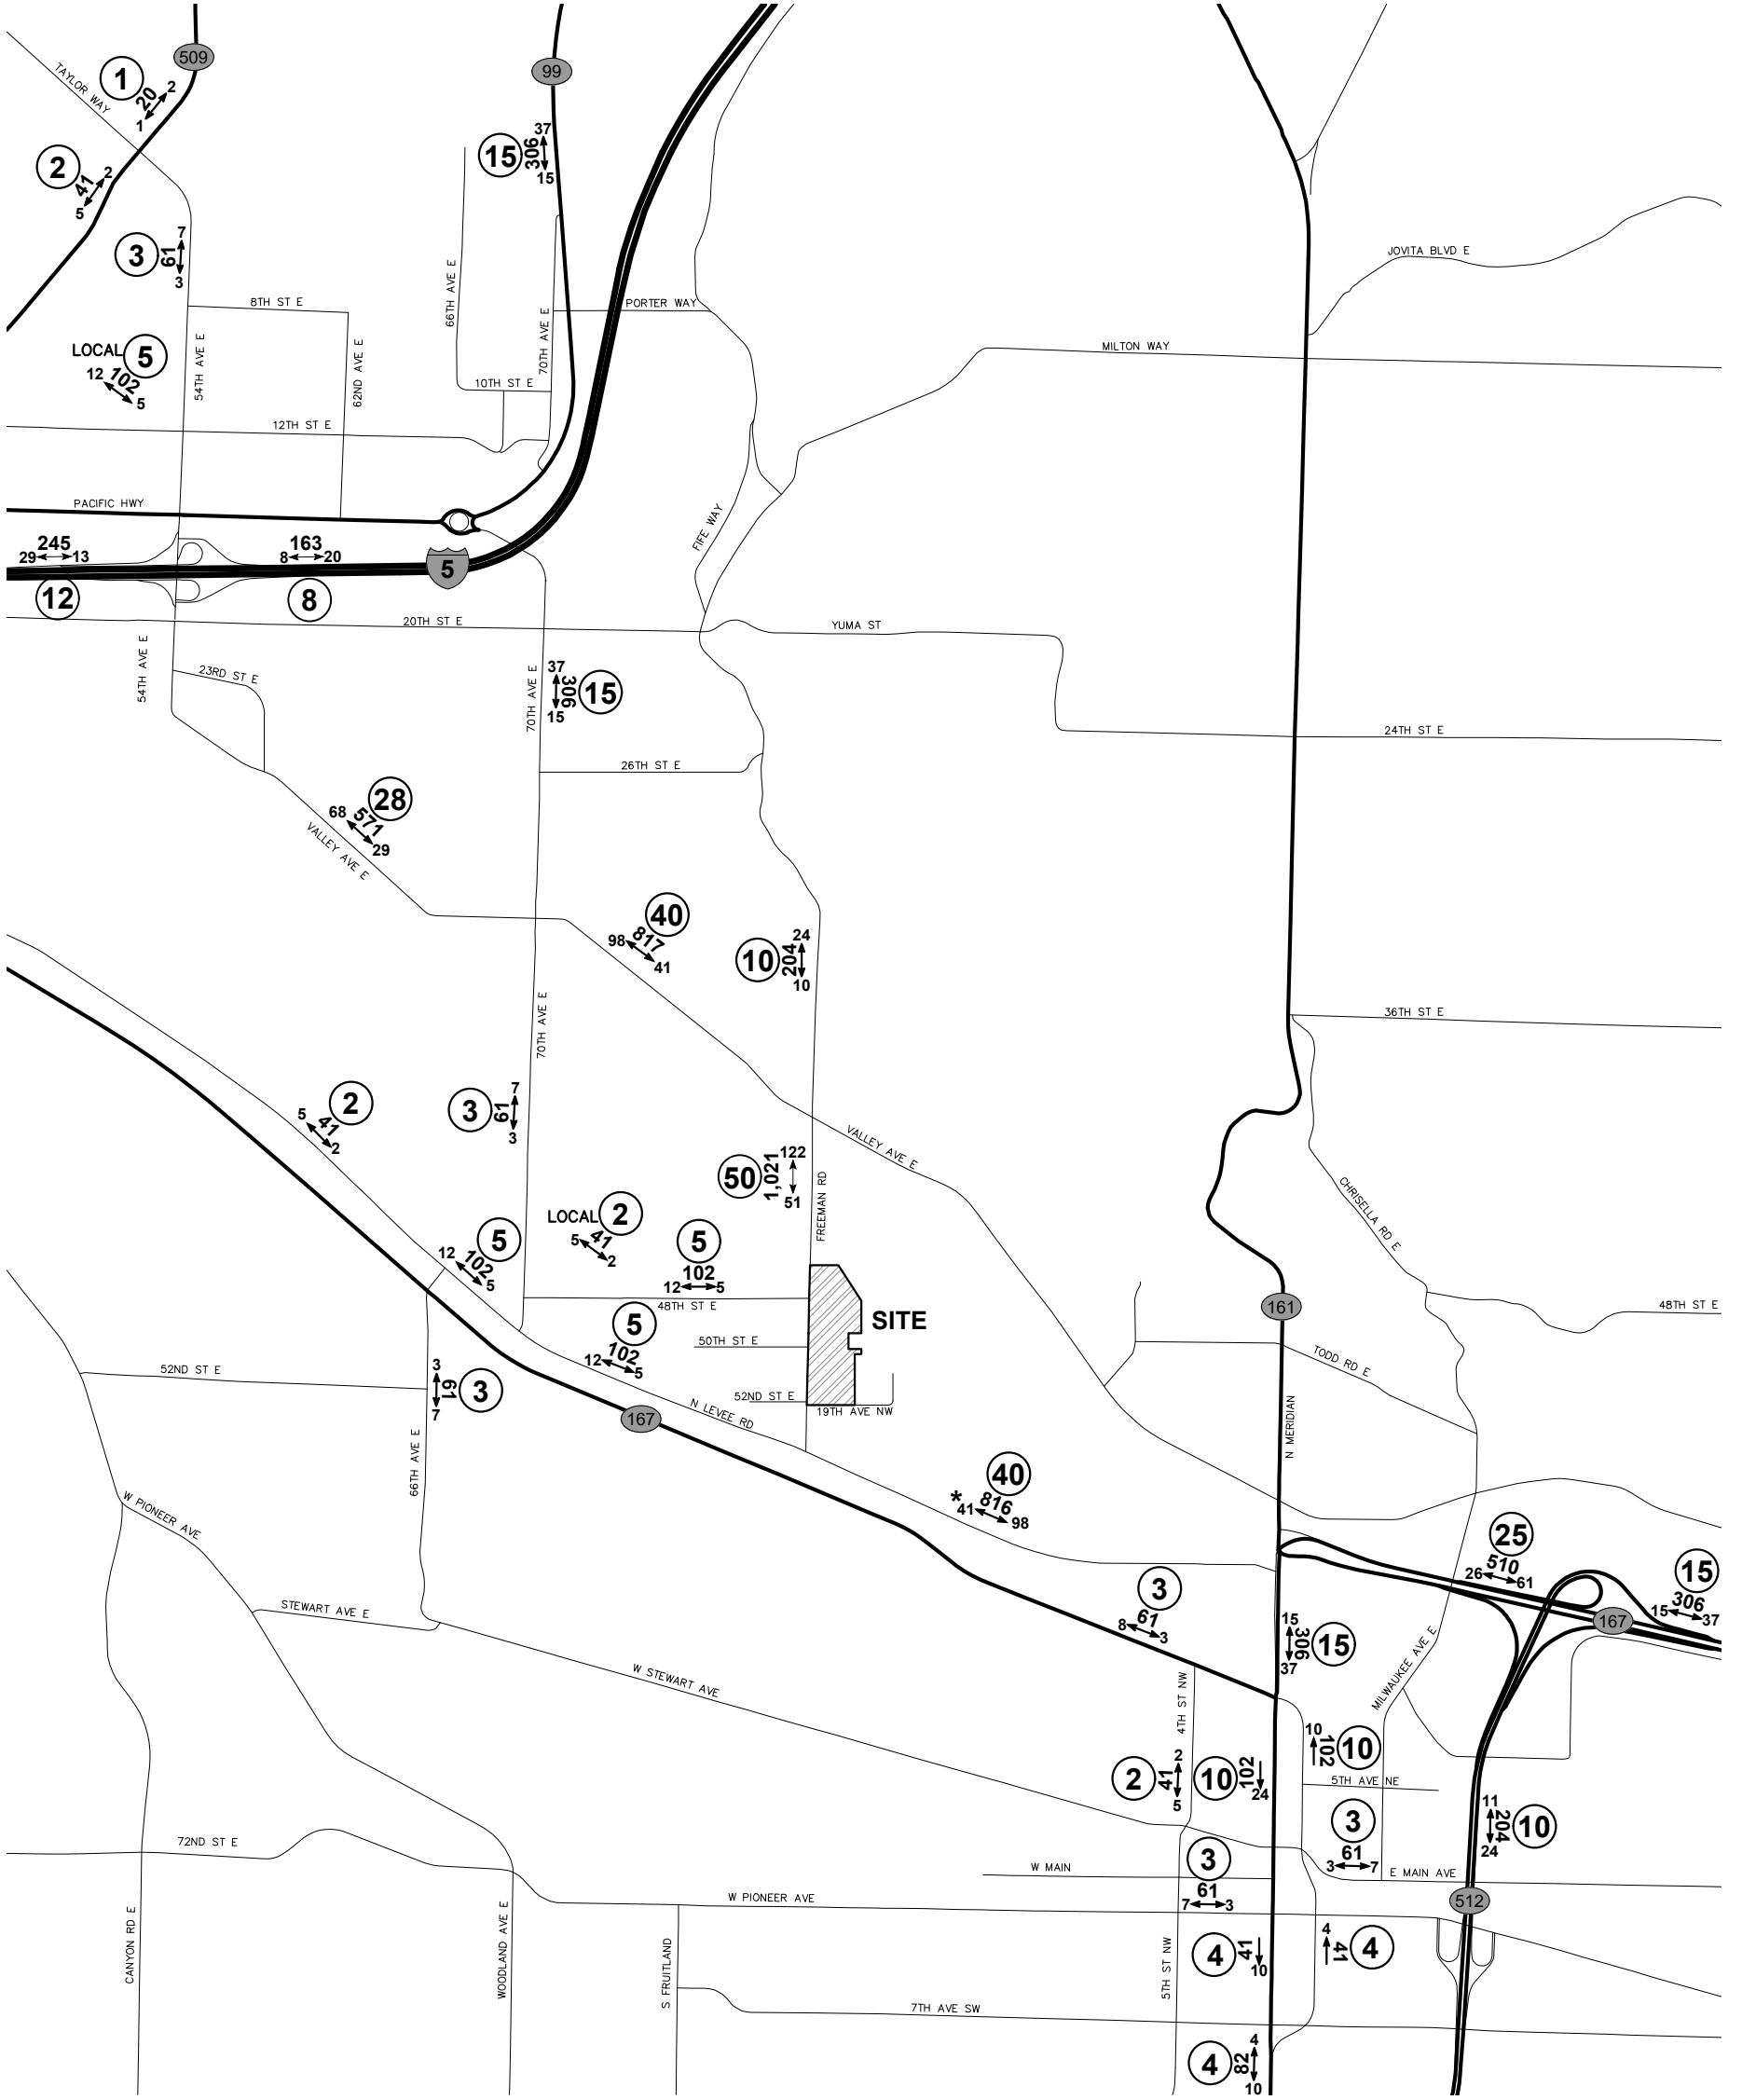 509
99
TAYLOR WAY
1
20
2
1
37
306
15
15
2
41
2
5
7
3
61
3
JOVITA BLVD E
8TH ST E
66TH AVE E
PORTER WAY
70TH AVE E
54TH AVE E
62ND AVE E
LOCAL 5
12 102 5
MILTON WAY
10TH ST E
12TH ST E
PACIFIC HWY
FIFE WAY
245
29 13
163
8 20
5
12
8
20TH ST E
YUMA ST
54TH AVE E
23RD ST E
70TH AVE E
37
306
15
15
24TH ST E
26TH ST E
28
68 571 29
VALLEY AVE E
40
98 817 41
24
10
204
10
70TH AVE E
36TH ST E
2
5 41 2
7
3
61
3
VALLEY AVE E
122
50
1,021
51
FREEMAN RD
CHRISELLA RD E
LOCAL 2
5 41 2
5
12 102 5
5
102
12 5
48TH ST E
161
48TH ST E
SITE
5
12 102 5
50TH ST E
TODD RD E
52ND ST E
3
61
7
3
52ND ST E
19TH AVE NW
N LEVEE RD
167
N MERIDIAN
66TH AVE E
40
* 41 816 98
W PIONEER AVE
25
26 510 61
15
15 306 37
167
3
8 61 3
15
306
37
15
STEWART AVE E
MILWAUKEE AVE E
W STEWART AVE
4TH ST NW
2
2
41
5
10
102
24
10
102
10
5TH AVE NE
11
204
24
10
3
61
3 7
72ND ST E
3
W MAIN
E MAIN AVE
61
7 3
W PIONEER AVE
512
CANYON RD E
WOODLAND AVE E
S FRUITLAND
5TH ST NW
4
41
10
4
41
4
7TH AVE SW
4
4
82
10